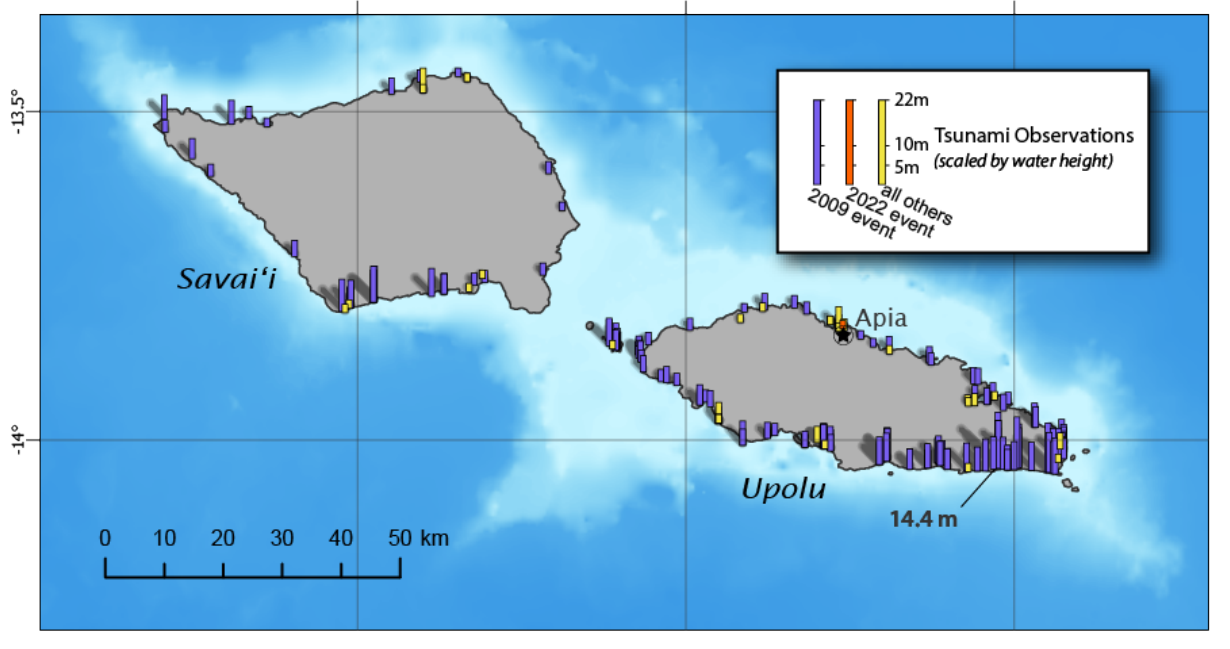 -13.5°
22m
10m
5m
Tsunami Observations
(scaled by water height)
2009 event
2022 event
all others
Savai‘i
Apia
-14°
Upolu
14.4 m
0 10 20 30 40 50 km